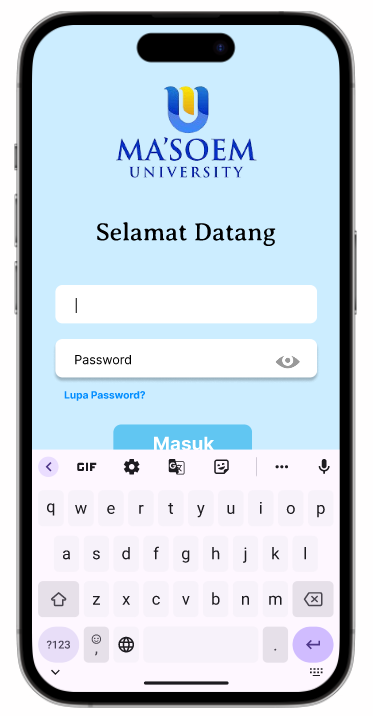 MA'SOEM
UNIVERSITY
Selamat Datang
Password
Lupa Password?
Masuk
GIF
q w e r t y u i o p
a s d f g h j k l
z x c v b n m
?123 , .